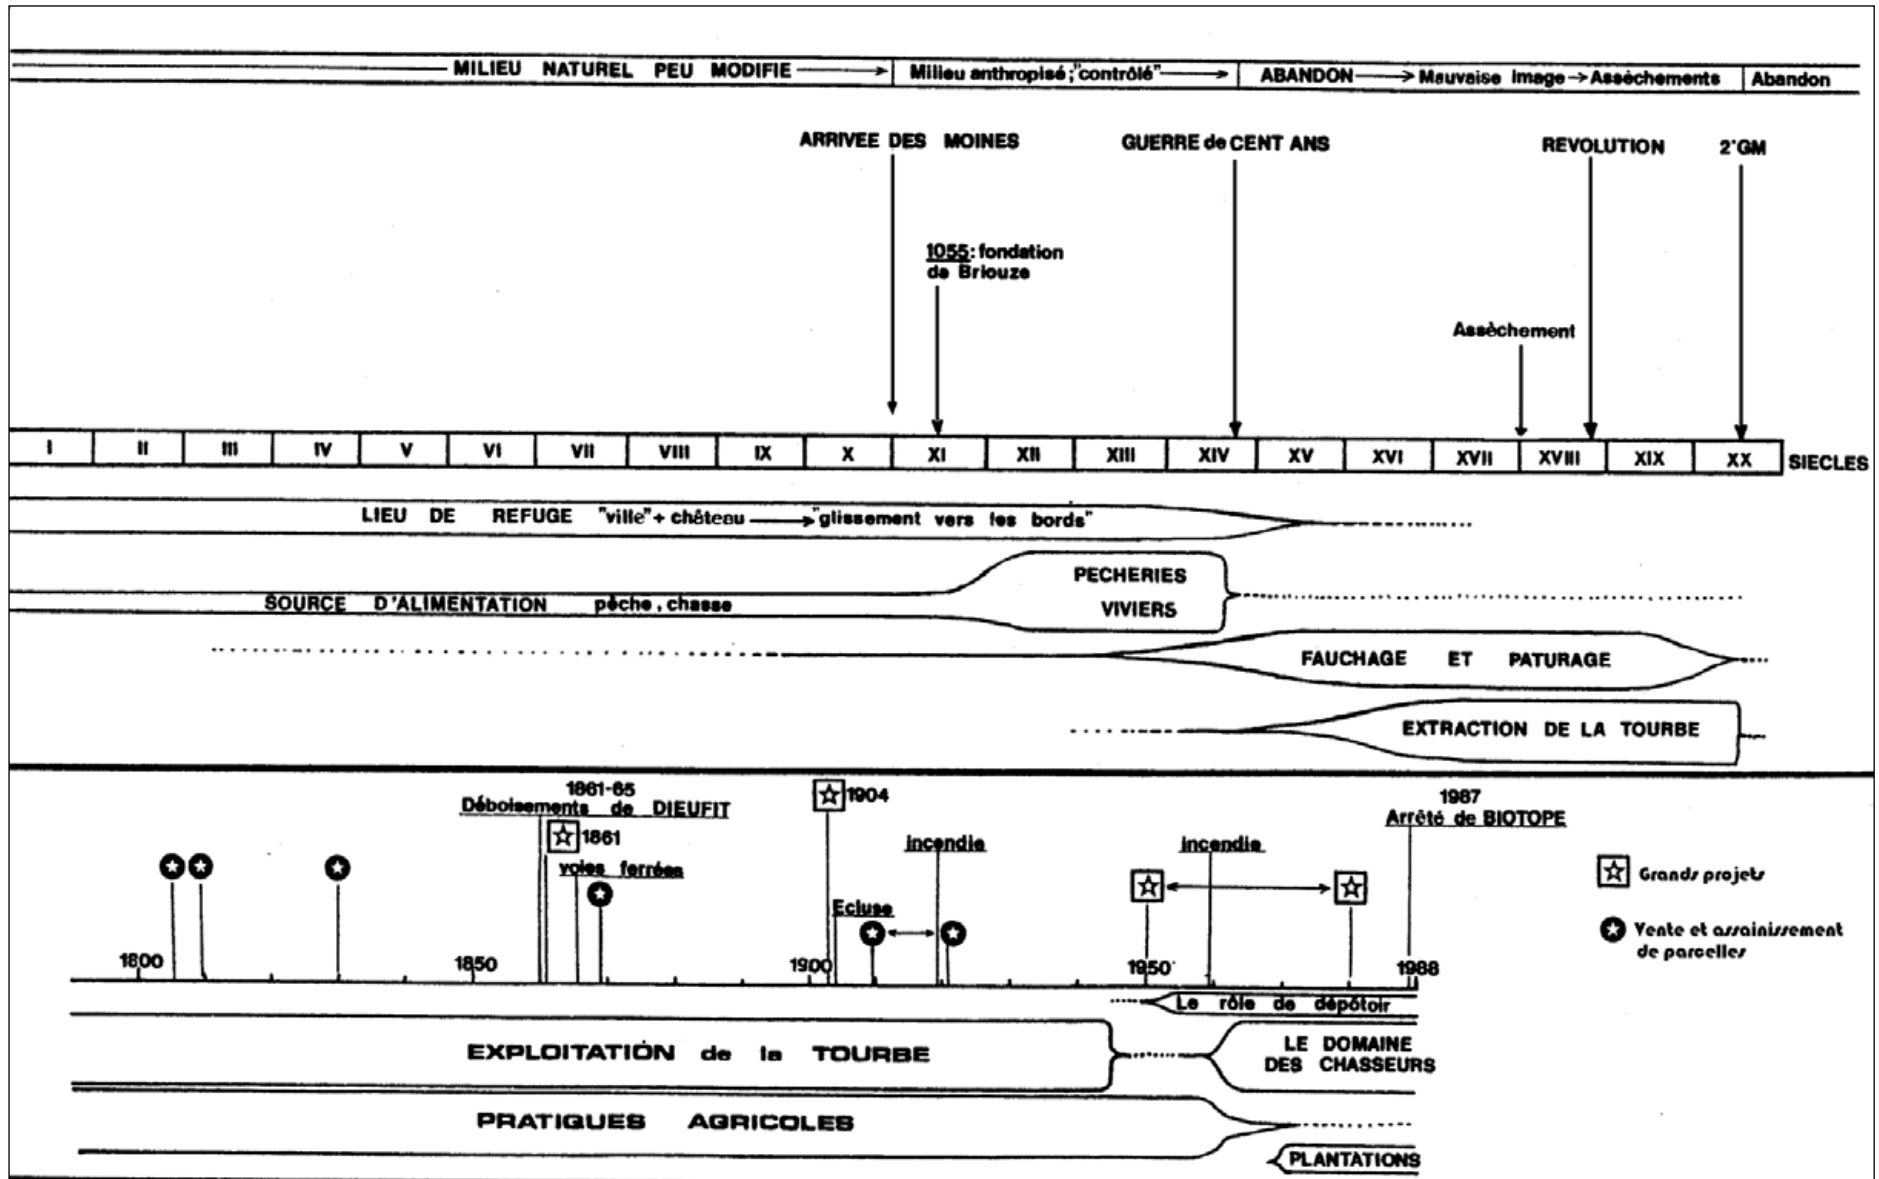 MILIEU NATUREL PEU MODIFIE
Milieu anthropisé ; "contrôlé"
ABANDON
Mauvaise Image
Assèchements
Abandon
ARRIVEE DES MOINES
GUERRE de CENT ANS
REVOLUTION
2°GM
1055: fondation
de Briouze
Assèchement
I II III IV V VI VII VIII IX X XI XII XIII XIV XV XVI XVII XVIII XIX XX SIECLES
LIEU DE REFUGE "ville" + château "glissement vers les bords"
PECHERIES
VIVIERS
SOURCE D'ALIMENTATION pêche, chasse
FAUCHAGE ET PATURAGE
EXTRACTION DE LA TOURBE
1861-65
Déboisements de DIEUFIT
1861
voies ferrées
1904
incendie
Ecluse
incendie
1987
Arrêté de BIOTOPE
Grands projets
Vente et assainissement
de parcelles
1800 1850 1900 1950 1988
Le rôle de dépôtoir
EXPLOITATION de la TOURBE
LE DOMAINE
DES CHASSEURS
PRATIQUES AGRICOLES
PLANTATIONS